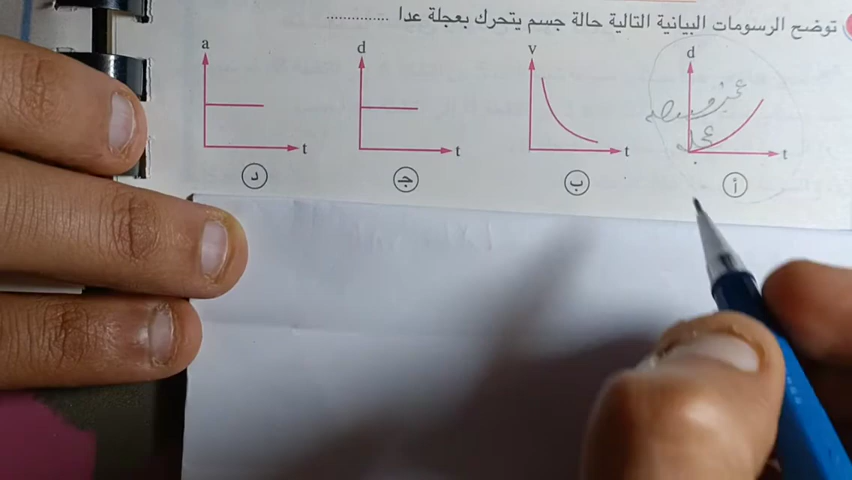 توضح الرسومات البيانية التالية حالة جسم يتحرك بعجلة عدا ...............
d
t
أ
v
t
ب
d
t
ج
a
t
د